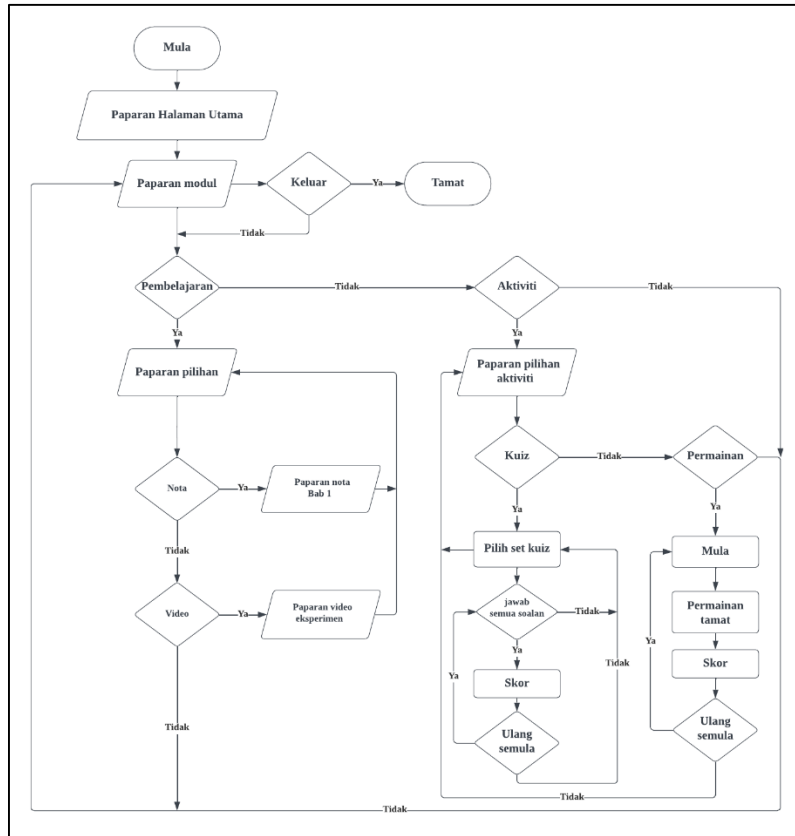 Mula
Paparan Halaman Utama
Paparan modul
Keluar
Ya
Tamat
Tidak
Pembelajaran
Tidak
Aktiviti
Tidak
Ya
Ya
Paparan pilihan
Paparan pilihan
aktiviti
Kuiz
Tidak
Permainan
Nota
Ya
Paparan nota
Bab 1
Ya
Ya
Tidak
Pilih set kuiz
Mula
Video
Ya
Paparan video
eksperimen
jawab
semua soalan
Tidak
Permainan
tamat
Ya
Ya
Tidak
Ya
Skor
Skor
Tidak
Ulang
semula
Ulang
semula
Tidak
Tidak